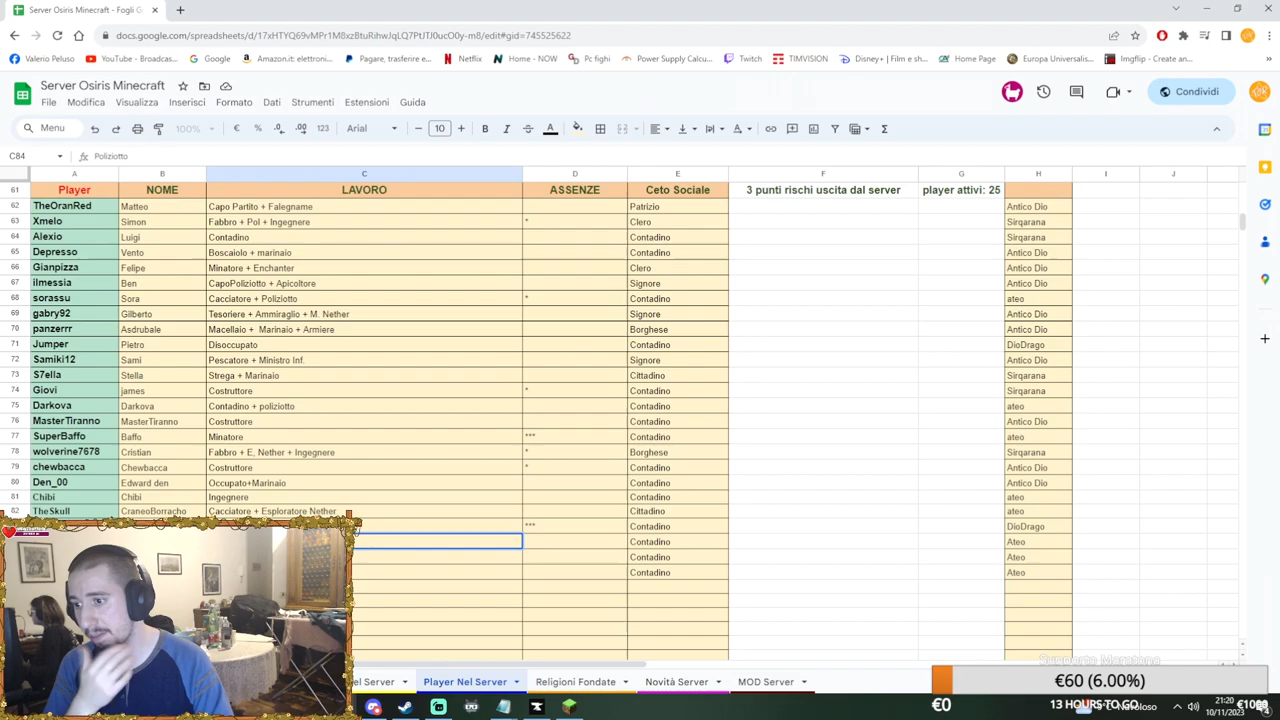 Server Osiris Minecraft - Fogli G
docs.google.com/spreadsheets/d/17xHTYQ69vMPr1M8xzBtuRihwJqLQ7PtJTJ0ucO0y-m8/edit#gid=745525622
Valerio Peluso
YouTube - Broadcas...
Google
Amazon.it: elettroni...
Pagare, trasferire e...
Netflix
Home - NOW
Pc fighi
Power Supply Calcu...
Twitch
TIMVISION
Disney+ | Film e sh...
Home Page
Europa Universalis...
Imgflip - Create an...
»
Server Osiris Minecraft
File Modifica Visualizza Inserisci Formato Dati Strumenti Estensioni Guida
Condividi
Menu 100% € % .0 .00 123 Arial 10 B I A
C84 Poliziotto
A B C D E F G H I J
61 Player NOME LAVORO ASSENZE Ceto Sociale 3 punti rischi uscita dal server player attivi: 25
62 TheOranRed Matteo Capo Partito + Falegname Patrizio Antico Dio
63 Xmelo Simon Fabbro + Pol + Ingegnere * Clero Sirqarana
64 Alexio Luigi Contadino Contadino Sirqarana
65 Depresso Vento Boscaiolo + marinaio Contadino Antico Dio
66 Gianpizza Felipe Minatore + Enchanter Clero Antico Dio
67 ilmessia Ben CapoPoliziotto + Apicoltore Signore Antico Dio
68 sorassu Sora Cacciatore + Poliziotto * Contadino ateo
69 gabry92 Gilberto Tesoriere + Ammiraglio + M. Nether Signore Antico Dio
70 panzerrr Asdrubale Macellaio + Marinaio + Armiere Borghese Antico Dio
71 Jumper Pietro Disoccupato Contadino DioDrago
72 Samiki12 Sami Pescatore + Ministro Inf. Signore Antico Dio
73 S7ella Stella Strega + Marinaio Cittadino Sirqarana
74 Giovi james Costruttore * Contadino Sirqarana
75 Darkova Darkova Contadino + poliziotto Contadino ateo
76 MasterTiranno MasterTiranno Costruttore Contadino Antico Dio
77 SuperBaffo Baffo Minatore *** Contadino ateo
78 wolverine7678 Cristian Fabbro + E, Nether + Ingegnere * Borghese Sirqarana
79 chewbacca Chewbacca Costruttore * Contadino Antico Dio
80 Den_00 Edward den Occupato+Marinaio Contadino Antico Dio
81 Chibi Chibi Ingegnere Contadino ateo
82 TheSkull CraneoBorracho Cacciatore + Esploratore Nether Cittadino ateo
*** Contadino DioDrago
Contadino Ateo
Contadino Ateo
Contadino Ateo
Supporto Maratona
el Server Player Nel Server Religioni Fondate Novità Server MOD Server
€60 (6.00%)
€0 13 HOURS TO GO
21:20
10/11/2023